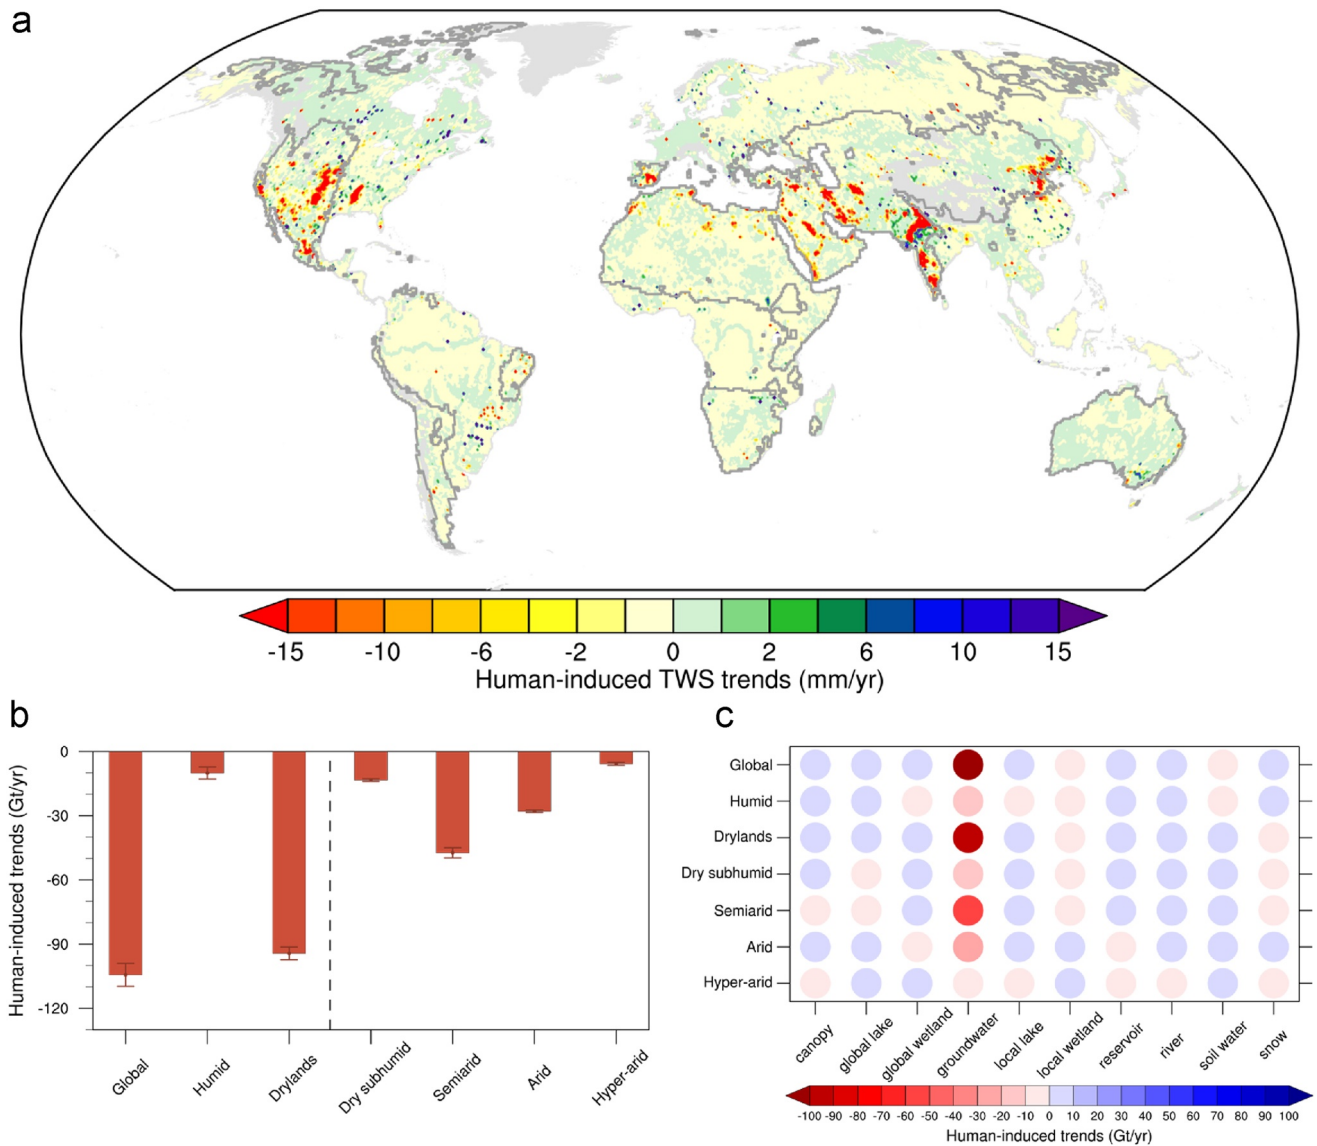 a
-15 -10 -6 -2 0 2 6 10 15
Human-induced TWS trends (mm/yr)
b
Human-induced trends (Gt/yr)
0
-30
-60
-90
-120
Global Humid Drylands Dry subhumid Semiarid Arid Hyper-arid
c
Global
Humid
Drylands
Dry subhumid
Semiarid
Arid
Hyper-arid
canopy global lake global wetland groundwater local lake local wetland reservoir river soil water snow
-100 -90 -80 -70 -60 -50 -40 -30 -20 -10 0 10 20 30 40 50 60 70 80 90 100
Human-induced trends (Gt/yr)